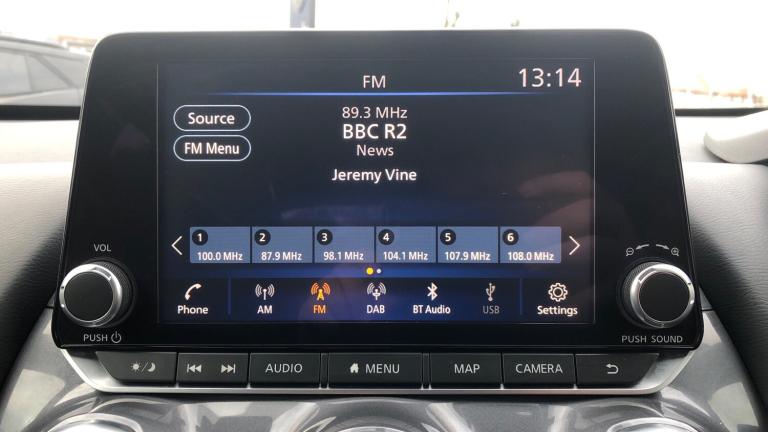 FM
13:14
Source
FM Menu
89.3 MHz
BBC R2
News
Jeremy Vine
1 2 3 4 5 6
100.0 MHz 87.9 MHz 98.1 MHz 104.1 MHz 107.9 MHz 108.0 MHz
Phone AM FM DAB BT Audio USB Settings
VOL
PUSH
PUSH SOUND
AUDIO MENU MAP CAMERA